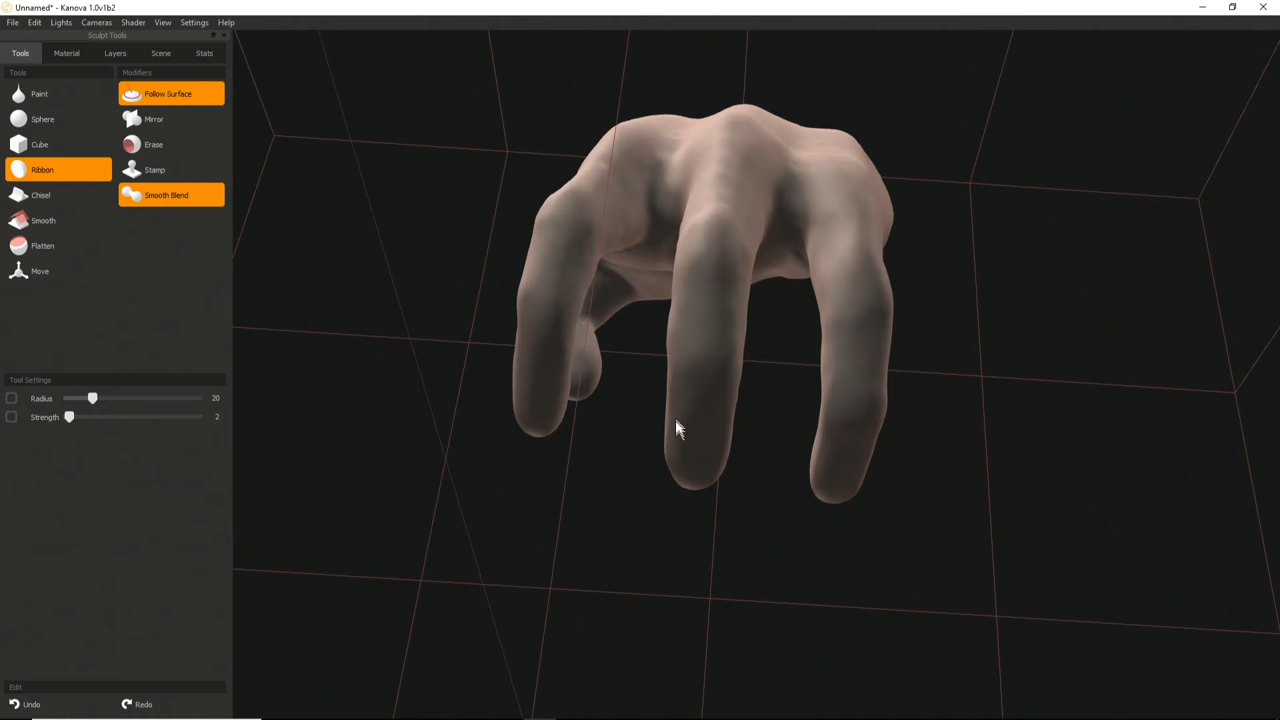 Unnamed* - Kanova 1.0v1b2
File Edit Lights Cameras Shader View Settings Help
Sculpt Tools
Tools Material Layers Scene Stats
Tools Modifiers
Paint Follow Surface
Sphere Mirror
Cube Erase
Ribbon Stamp
Chisel Smooth Blend
Smooth
Flatten
Move
Tool Settings
Radius 20
Strength 2
Edit
Undo Redo